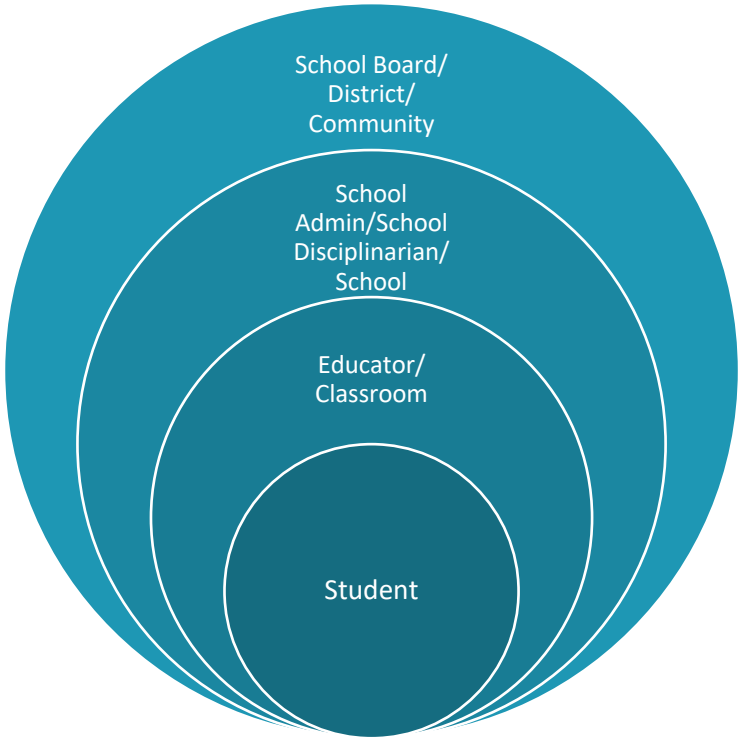 School Board/
District/
Community
School
Admin/School
Disciplinarian/
School
Educator/
Classroom
Student